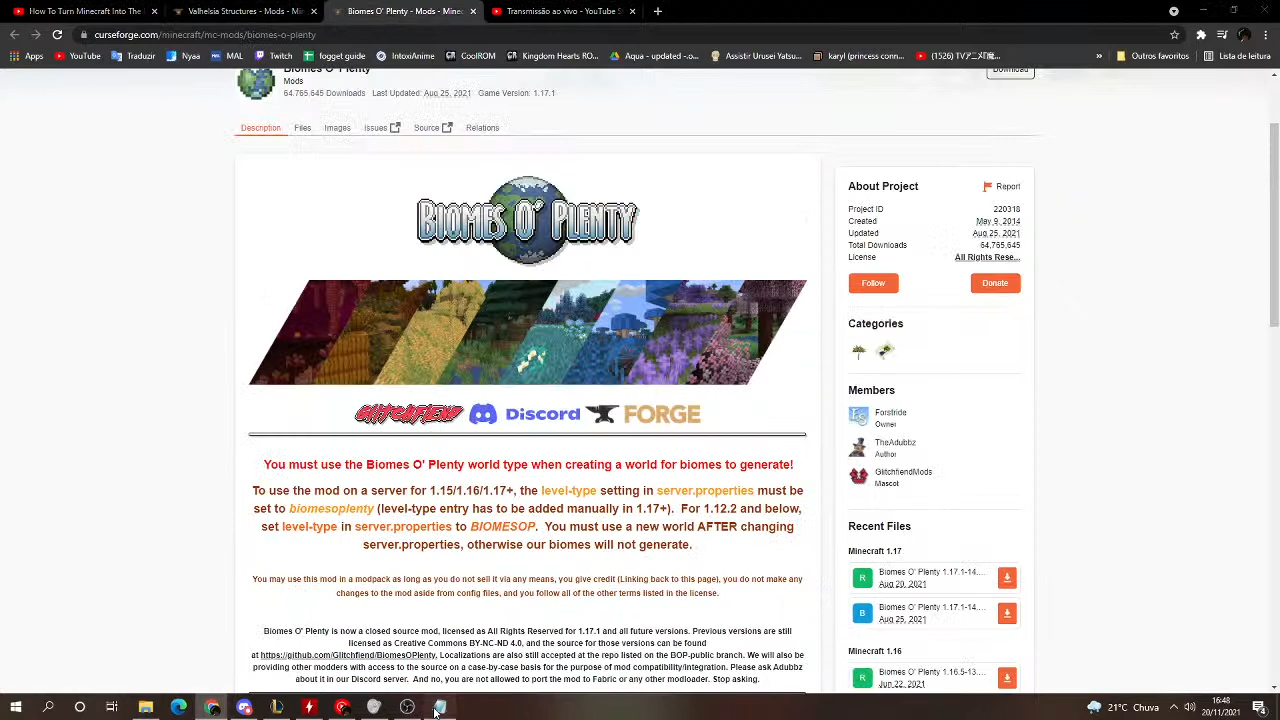 How To Turn Minecraft Into The
Valhelsia Structures - Mods - Min
Biomes O' Plenty - Mods - Minec
Transmissão ao vivo - YouTube S
curseforge.com/minecraft/mc-mods/biomes-o-plenty
Apps
YouTube
Traduzir
Nyaa
MAL
Twitch
fogget guide
IntoxiAnime
CoolROM
Kingdom Hearts RO...
Aqua - updated -...
Assistir Urusei Yatsu...
karyl (princess conn...
Outros favoritos
Lista de leitura
Biomes O' Plenty
Mods
64,765,645 Downloads Last Updated: Aug 25, 2021 Game Version: 1.17.1
Download
Description Files Images Issues Source Relations
BIOMES O' PLENTY
GLITCHFIEND Discord FORGE
You must use the Biomes O' Plenty world type when creating a world for biomes to generate!
To use the mod on a server for 1.15/1.16/1.17+, the level-type setting in server.properties must be
set to biomesoplenty (level-type entry has to be added manually in 1.17+). For 1.12.2 and below,
set level-type in server.properties to BIOMESOP. You must use a new world AFTER changing
server.properties, otherwise our biomes will not generate.
You may use this mod in a modpack as long as you do not sell it via any means, you give credit (Linking back to this page), you do not make any
changes to the mod aside from config files, and you follow all of the other terms listed in the license.
Biomes O' Plenty is now a closed source mod, licensed as All Rights Reserved for 1.17.1 and all future versions. Previous versions are still
licensed as Creative Commons BY-NC-ND 4.0, and the source for those versions can be found
at https://github.com/Glitchfiend/BiomesOPlenty, Localizations are also still accepted at the repo listed on the BOP-public branch. We will also be
providing other modders with access to the source on a case-by-case basis for the purpose of mod compatibility/integration. Please ask Adubbz
about it in our Discord server. And no, you are not allowed to port the mod to Fabric or any other modloader. Stop asking.
About Project
Report
Project ID 220318
Created May 9, 2014
Updated Aug 25, 2021
Total Downloads 64,765,645
License All Rights Rese...
Follow
Donate
Categories
Members
Forstride
Owner
TheAdubbz
Author
GlitchfiendMods
Mascot
Recent Files
Minecraft 1.17
R Biomes O' Plenty 1.17.1-14....
Aug 20, 2021
B Biomes O' Plenty 1.17.1-14....
Aug 25, 2021
Minecraft 1.16
R Biomes O' Plenty 1.16.5-13....
Jun 22, 2021
21°C Chuva
16:48
20/11/2021